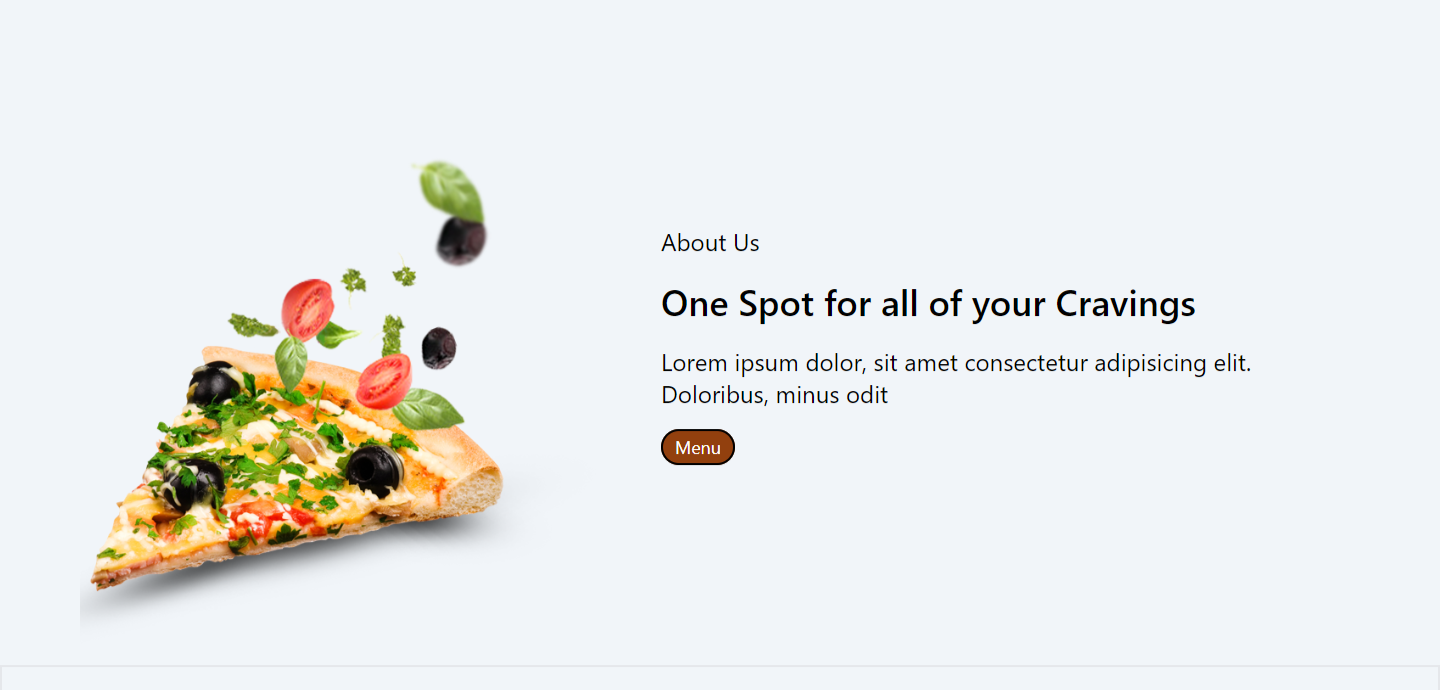 About Us
One Spot for all of your Cravings
Lorem ipsum dolor, sit amet consectetur adipisicing elit.
Doloribus, minus odit
Menu